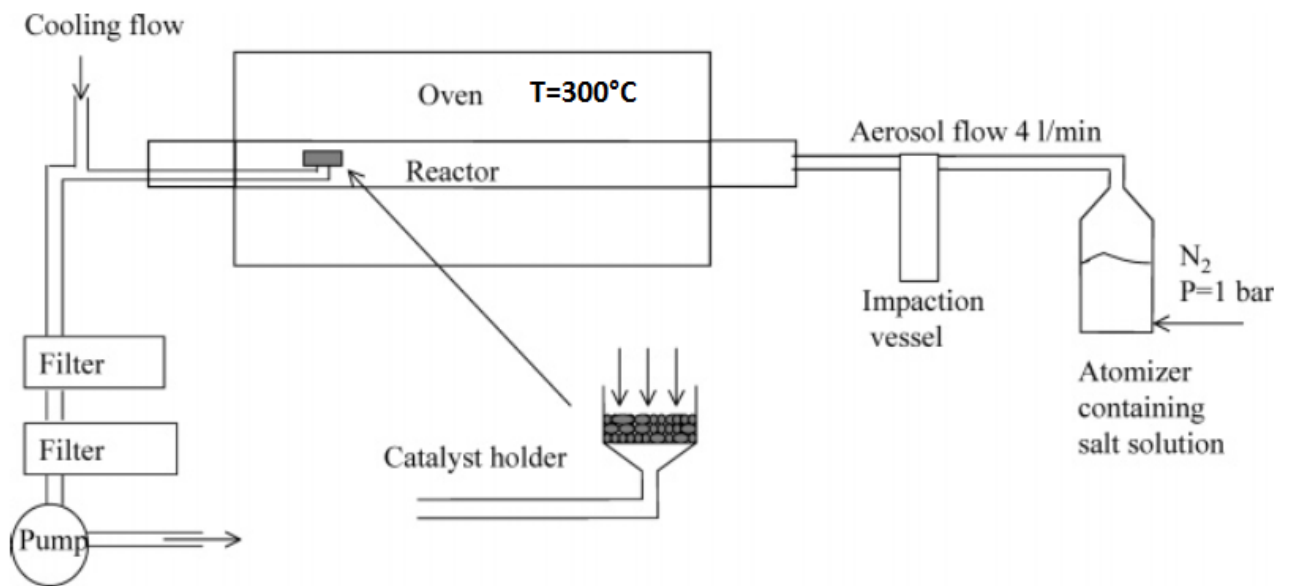 Cooling flow
Oven T=300°C
Aerosol flow 4 l/min
Reactor
N2
P=1 bar
Impaction
vessel
Filter
Atomizer
containing
salt solution
Filter
Catalyst holder
Pump